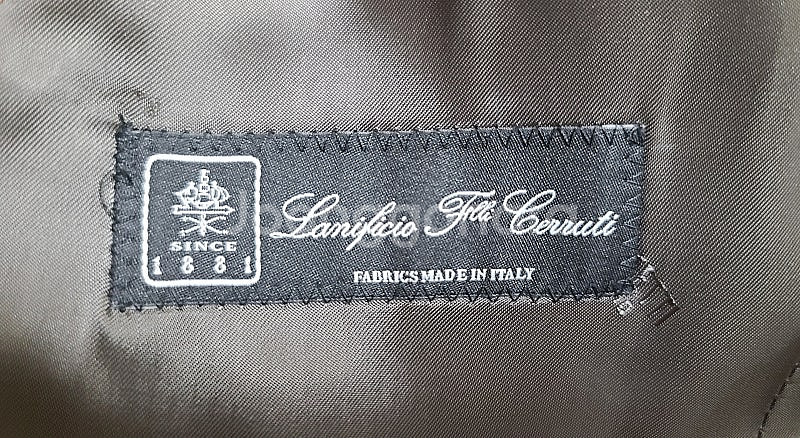 SINCE
1881
Lanificio F.lli Cerruti
FABRICS MADE IN ITALY